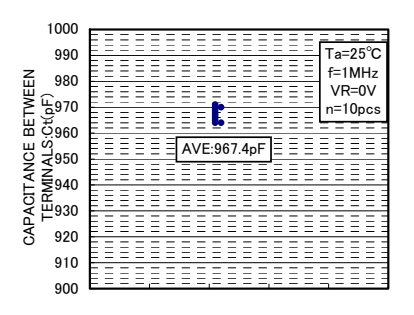 1000
990
980
970
960
950
940
930
920
910
900
CAPACITANCE BETWEEN
TERMINALS:Ct(pF)
Ta=25℃
f=1MHz
VR=0V
n=10pcs
AVE:967.4pF